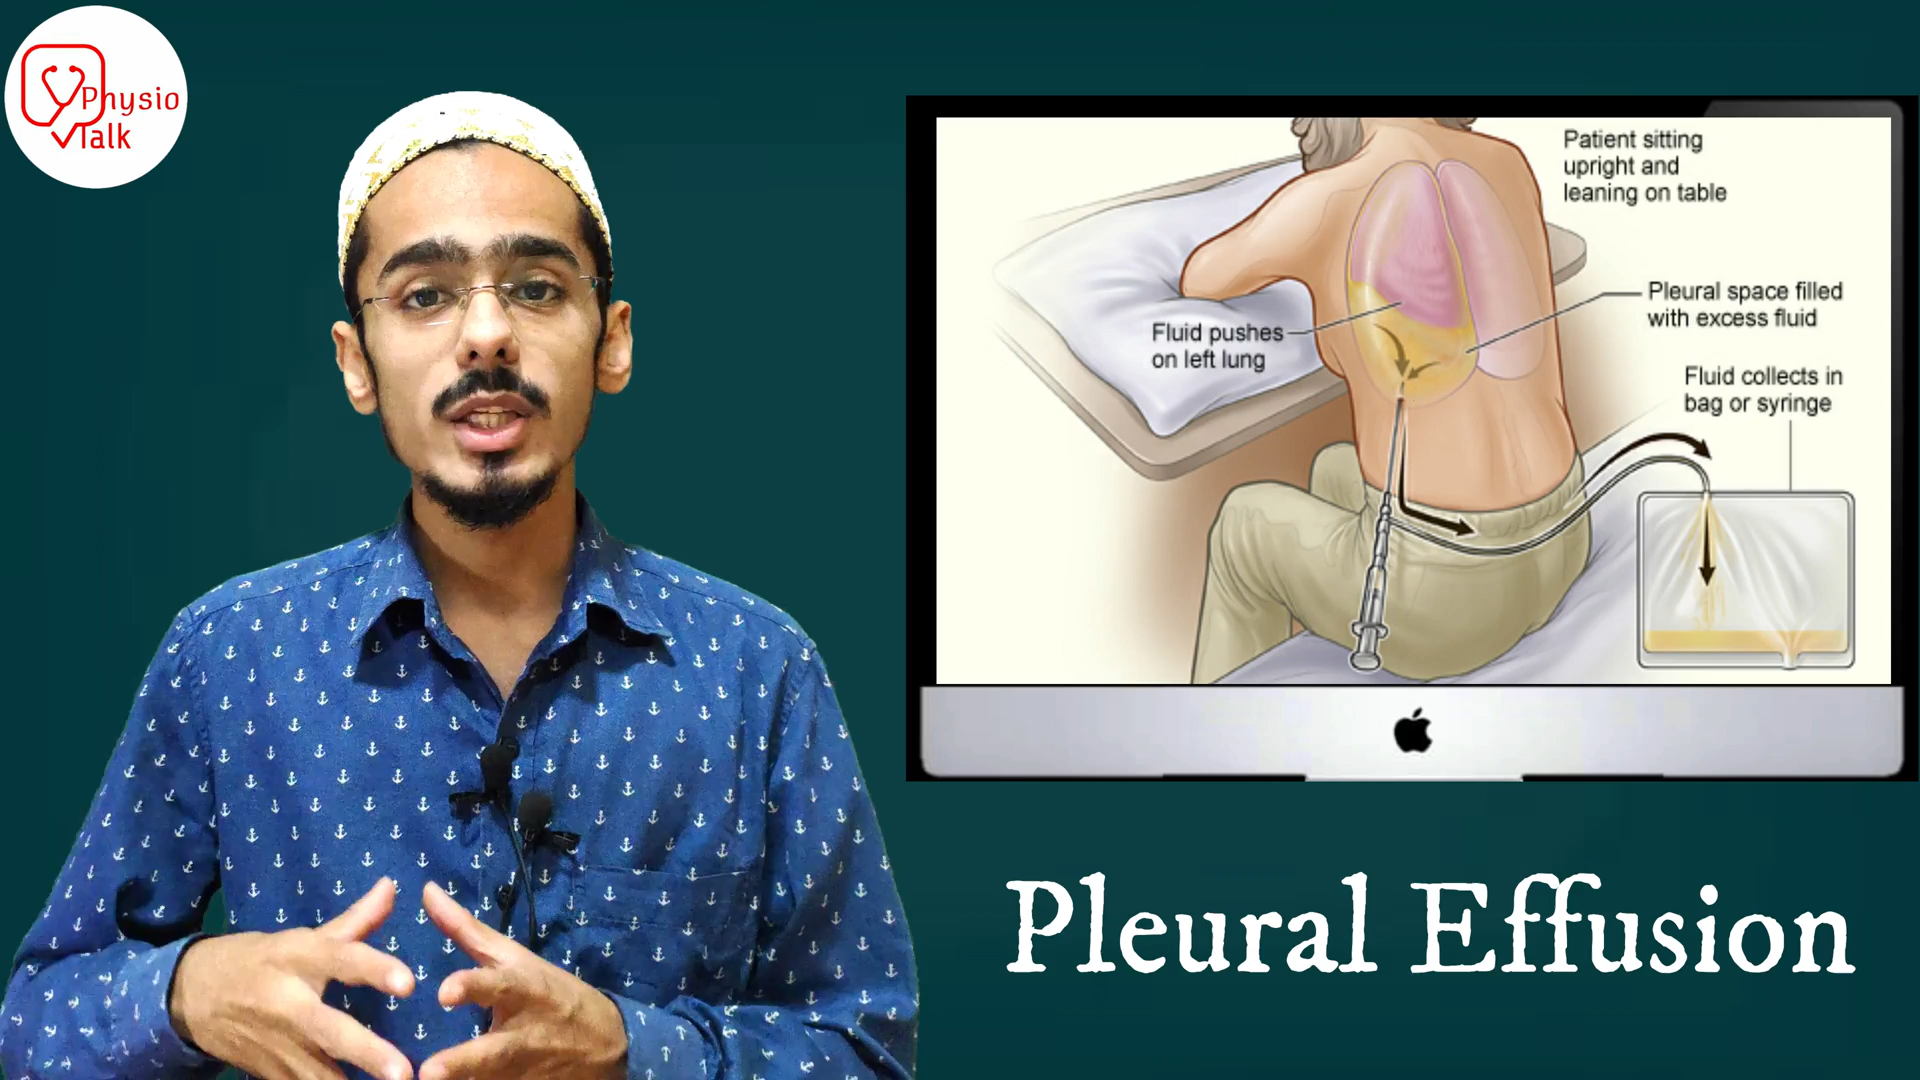 Physio
Talk
Patient sitting
upright and
leaning on table
Pleural space filled
with excess fluid
Fluid pushes
on left lung
Fluid collects in
bag or syringe
Pleural Effusion